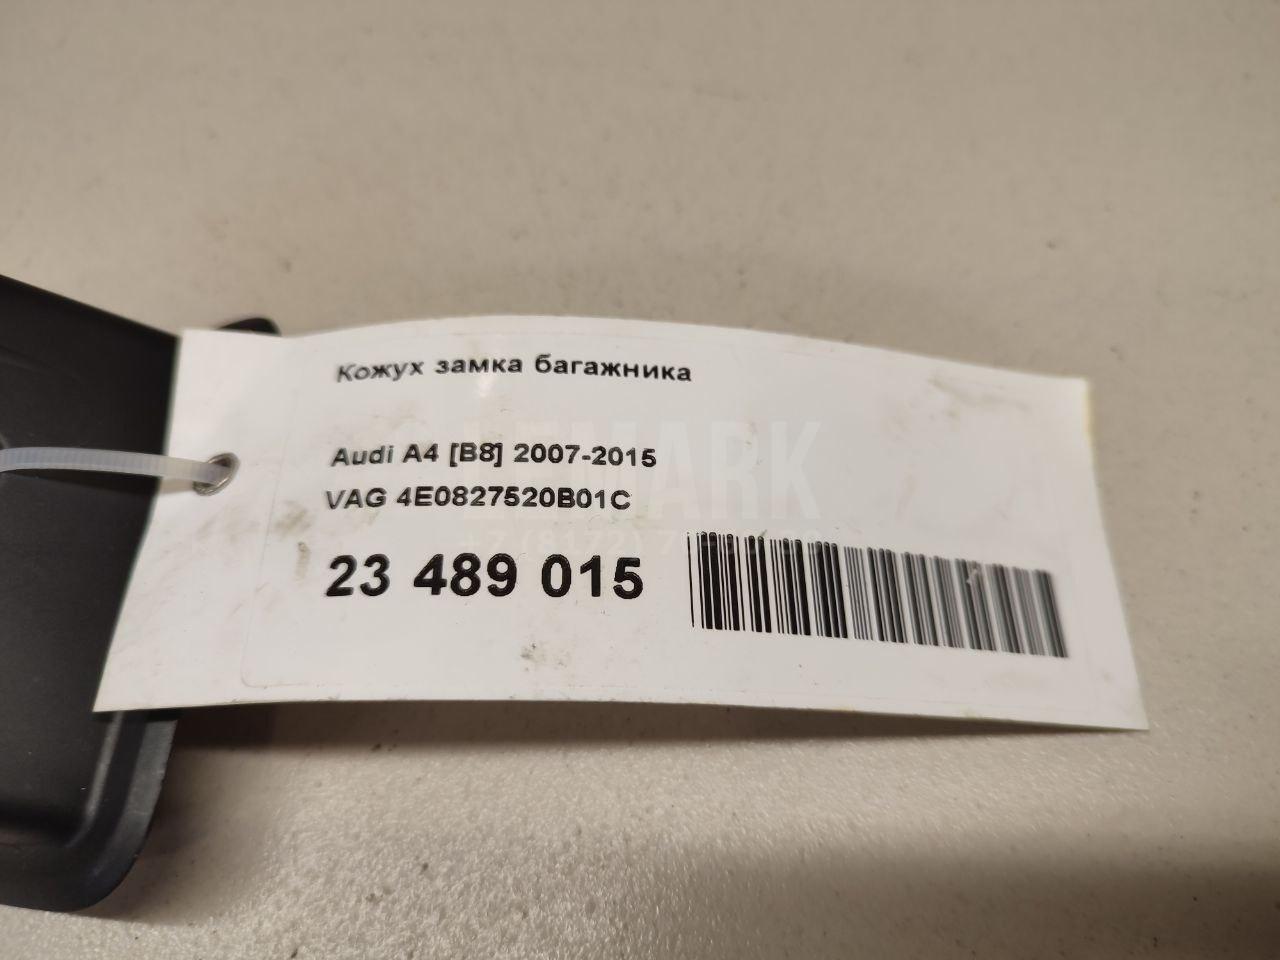 Кожух замка багажника
Audi A4 [B8] 2007-2015
VAG 4E0827520B01C
23 489 015